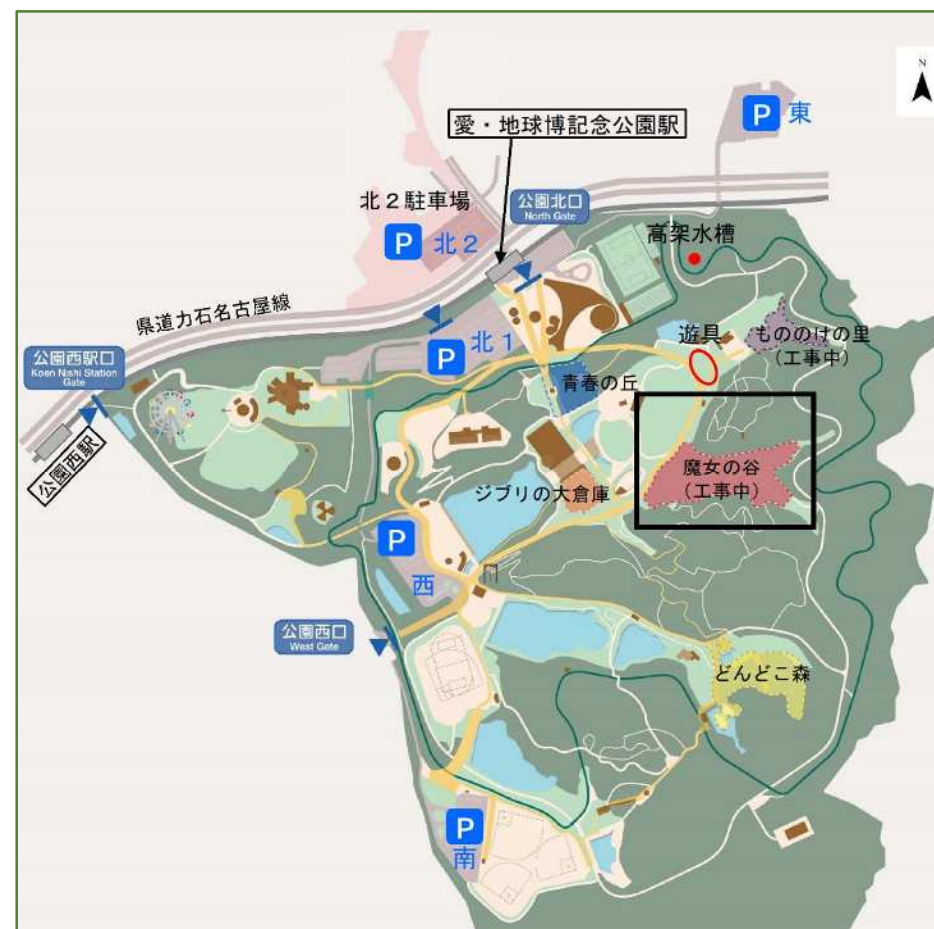 N
P 東
愛・地球博記念公園駅
公園北口
North Gate
北2駐車場
P 北2
高架水槽
県道力石名古屋線
P 北1
遊具
もののけの里
(工事中)
公園西駅口
Koen Nishi Station
Gate
公園西駅
青春の丘
魔女の谷
(工事中)
ジブリの大倉庫
P
西
公園西口
West Gate
どんどこ森
P
南